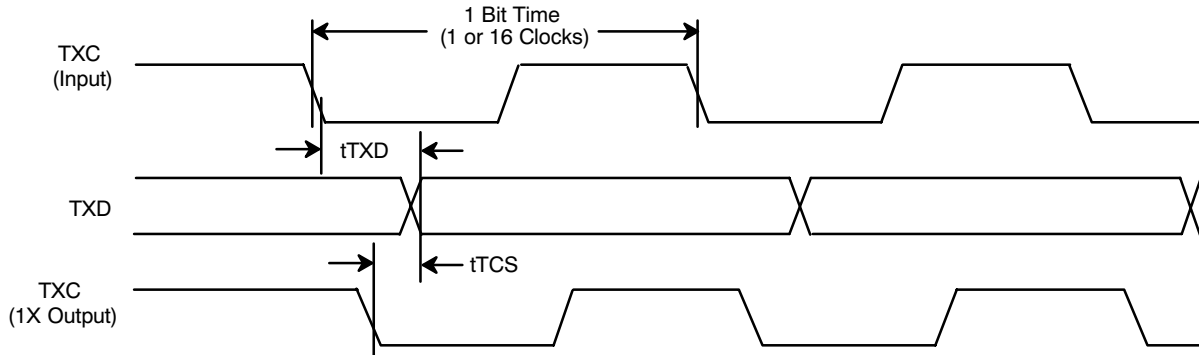 1 Bit Time
(1 or 16 Clocks)
TXC
(Input)
tTXD
TXD
tTCS
TXC
(1X Output)